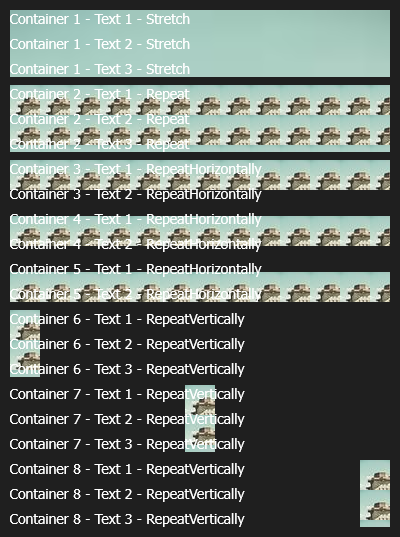 Container 1 - Text 1 - Stretch
Container 1 - Text 2 - Stretch
Container 1 - Text 3 - Stretch
Container 2 - Text 1 - Repeat
Container 2 - Text 2 - Repeat
Container 2 - Text 3 - Repeat
Container 3 - Text 1 - RepeatHorizontally
Container 3 - Text 2 - RepeatHorizontally
Container 4 - Text 1 - RepeatHorizontally
Container 4 - Text 2 - RepeatHorizontally
Container 5 - Text 1 - RepeatHorizontally
Container 5 - Text 2 - RepeatHorizontally
Container 6 - Text 1 - RepeatVertically
Container 6 - Text 2 - RepeatVertically
Container 6 - Text 3 - RepeatVertically
Container 7 - Text 1 - RepeatVertically
Container 7 - Text 2 - RepeatVertically
Container 7 - Text 3 - RepeatVertically
Container 8 - Text 1 - RepeatVertically
Container 8 - Text 2 - RepeatVertically
Container 8 - Text 3 - RepeatVertically